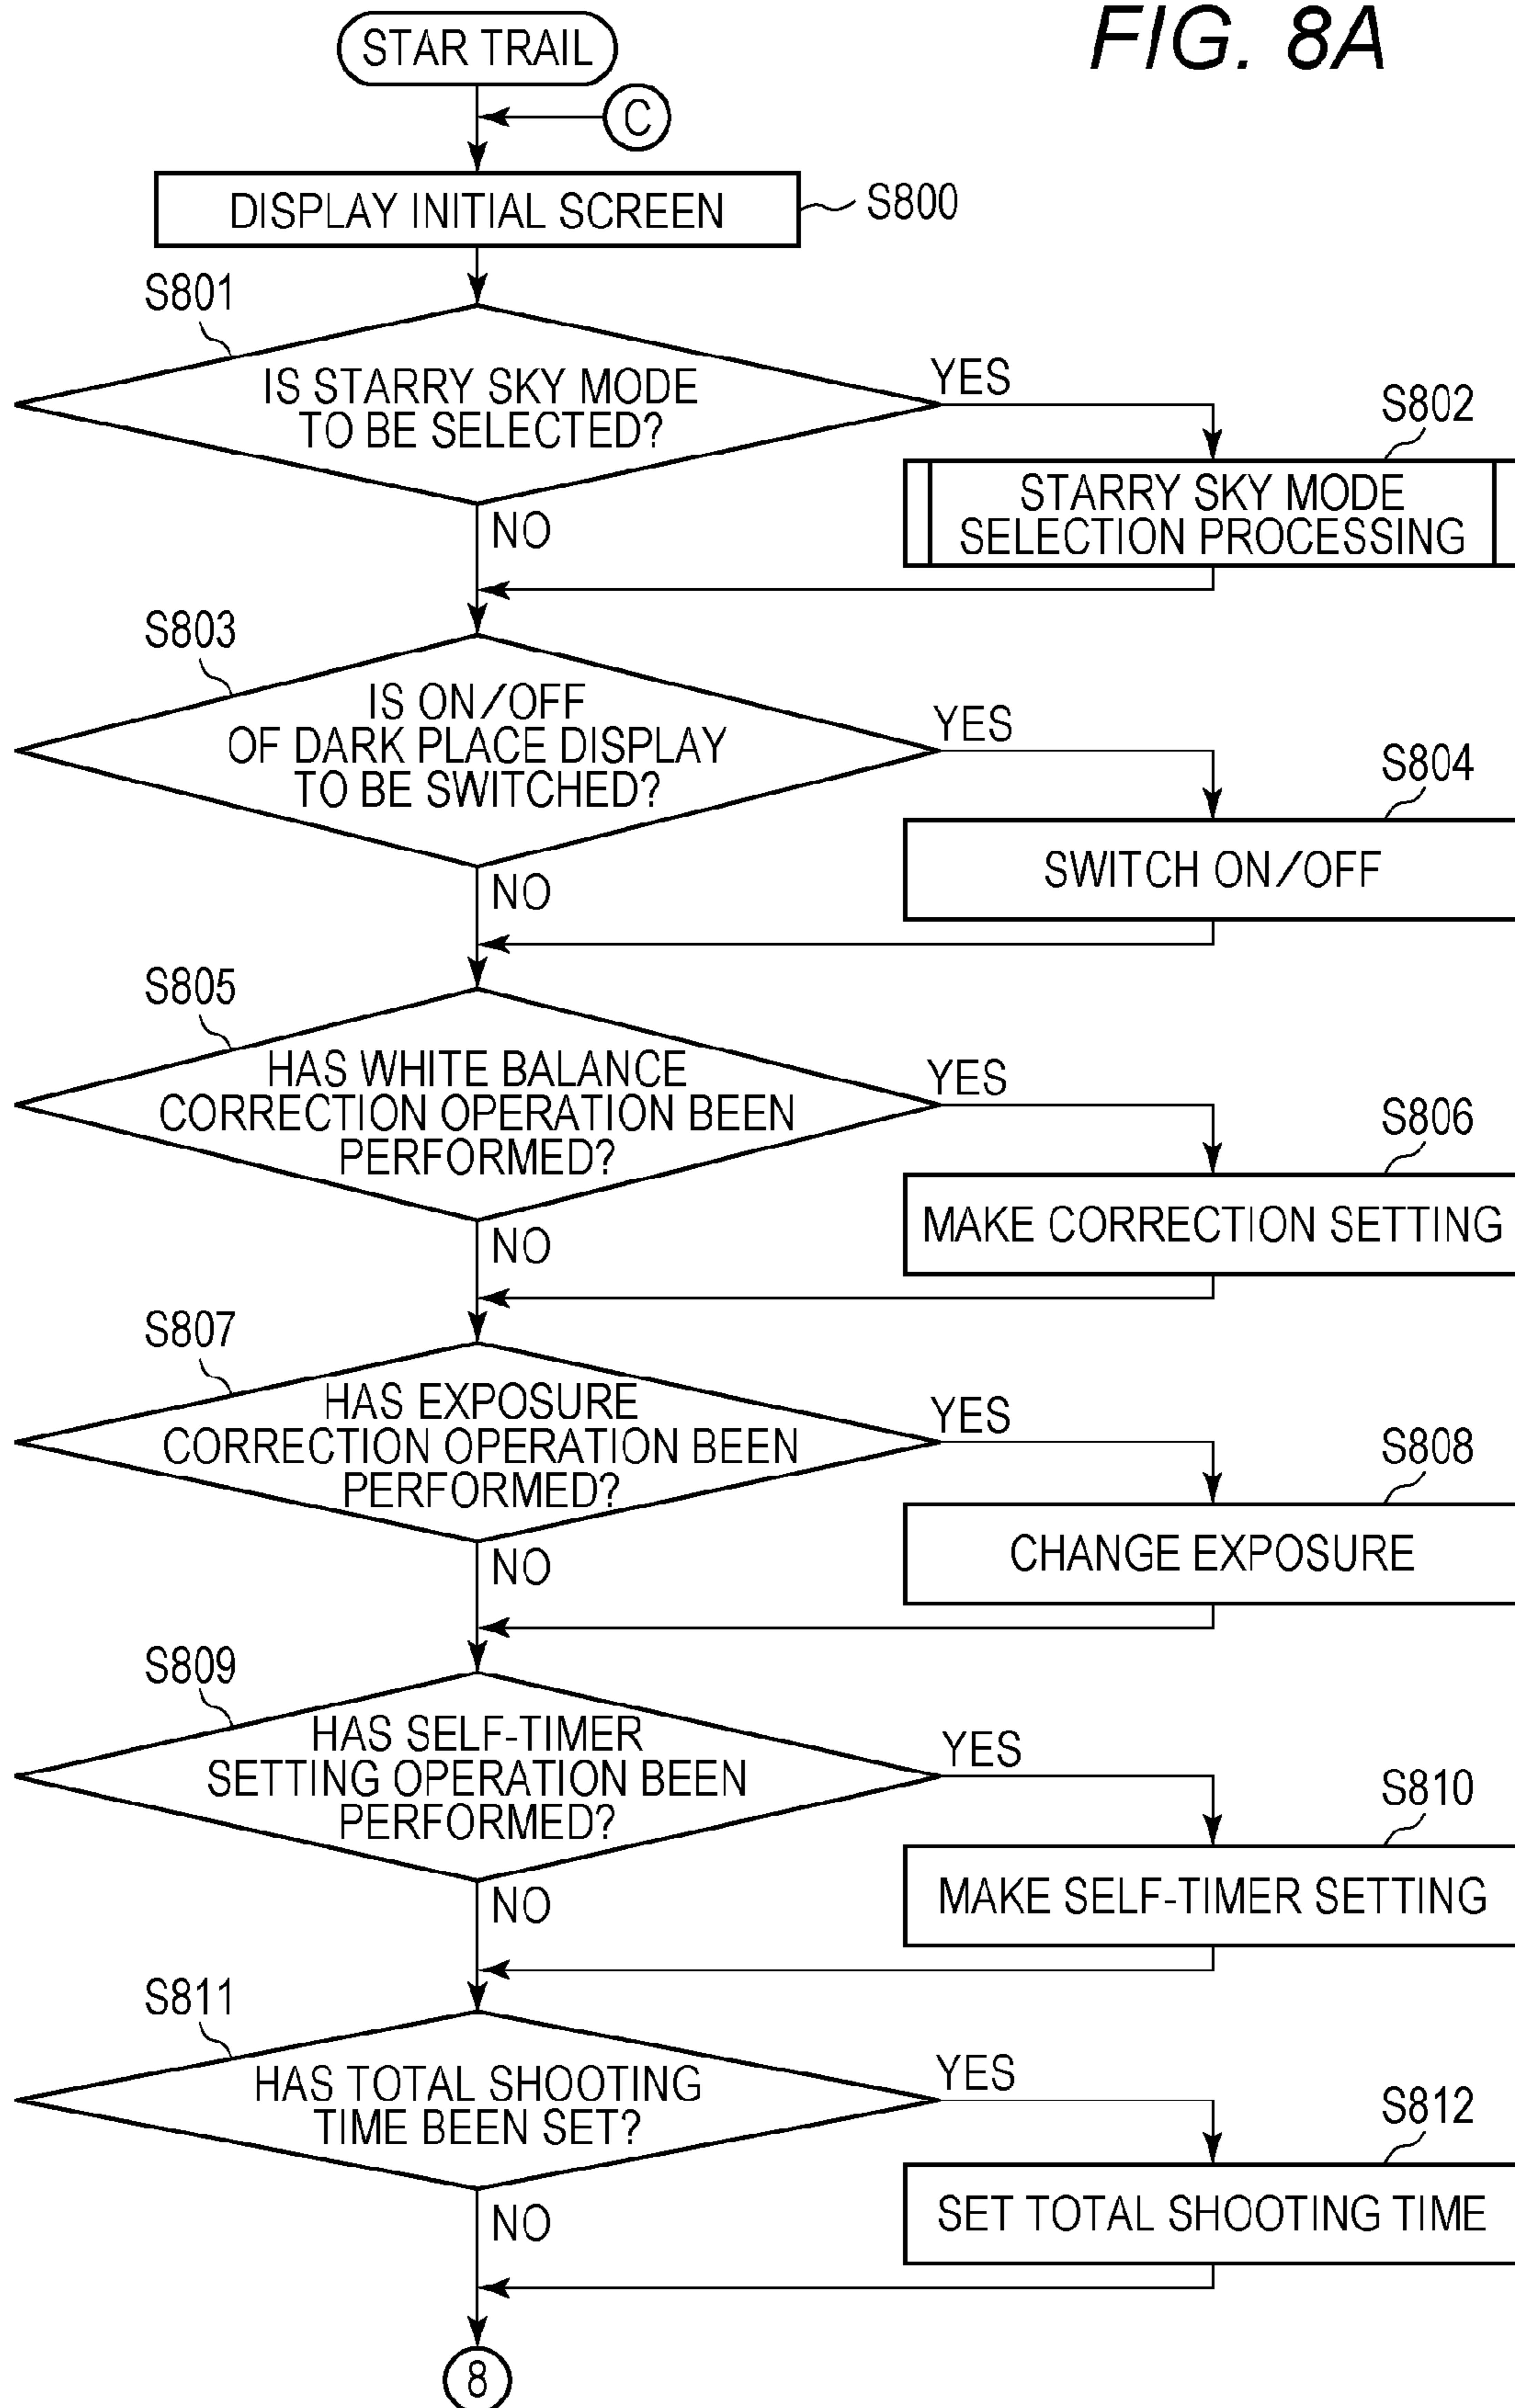 FIG. 8A
STAR TRAIL
C
DISPLAY INITIAL SCREEN
S800
S801
IS STARRY SKY MODE
TO BE SELECTED?
YES
NO
S802
STARRY SKY MODE
SELECTION PROCESSING
S803
IS ON/OFF
OF DARK PLACE DISPLAY
TO BE SWITCHED?
YES
NO
S804
SWITCH ON/OFF
S805
HAS WHITE BALANCE
CORRECTION OPERATION BEEN
PERFORMED?
YES
NO
S806
MAKE CORRECTION SETTING
S807
HAS EXPOSURE
CORRECTION OPERATION BEEN
PERFORMED?
YES
NO
S808
CHANGE EXPOSURE
S809
HAS SELF-TIMER
SETTING OPERATION BEEN
PERFORMED?
YES
NO
S810
MAKE SELF-TIMER SETTING
S811
HAS TOTAL SHOOTING
TIME BEEN SET?
YES
NO
S812
SET TOTAL SHOOTING TIME
8